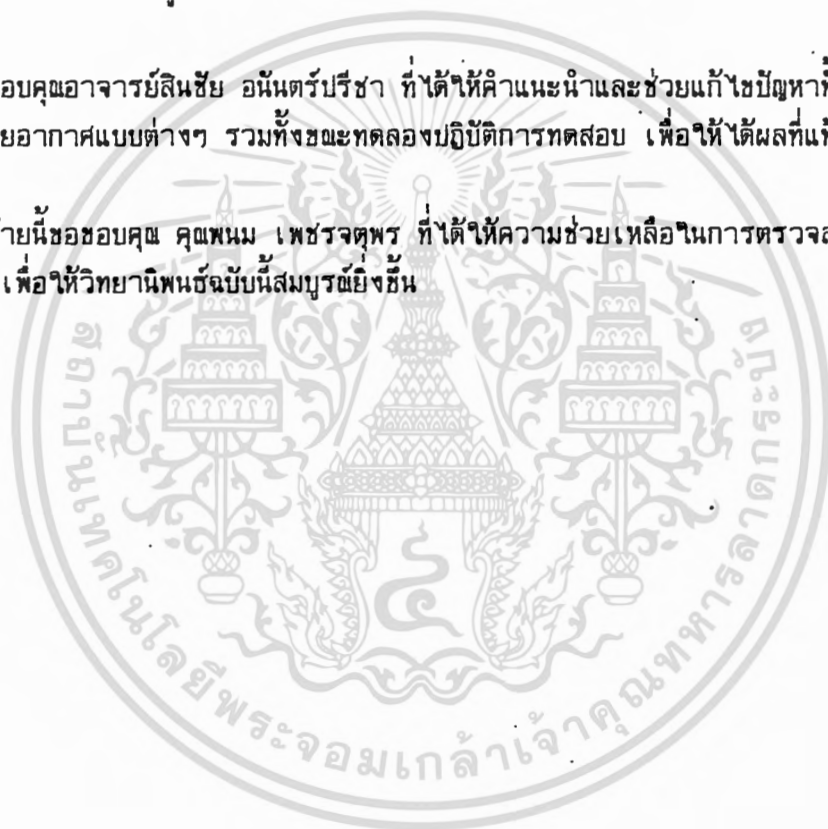 อบคุณอาจารย์สินชัย อนันตร์ปรีชา ที่ได้ให้คำแนะนำและช่วยแก้ไขปัญหาทั้
ยอากาศแบบต่างๆ รวมทั้งขณะทดลองปฏิบัติการทดสอบ เพื่อให้ได้ผลที่แท้
ายนี้ขอขอบคุณ คุณพนม เพชรจตุพร ที่ได้ให้ความช่วยเหลือในการตรวจส
เพื่อให้วิทยานิพนธ์ฉบับนี้สมบูรณ์ยิ่งขึ้น
สถาบันเทคโนโลยีพระจอมเกล้าเจ้าคุณทหารลาดกระบัง